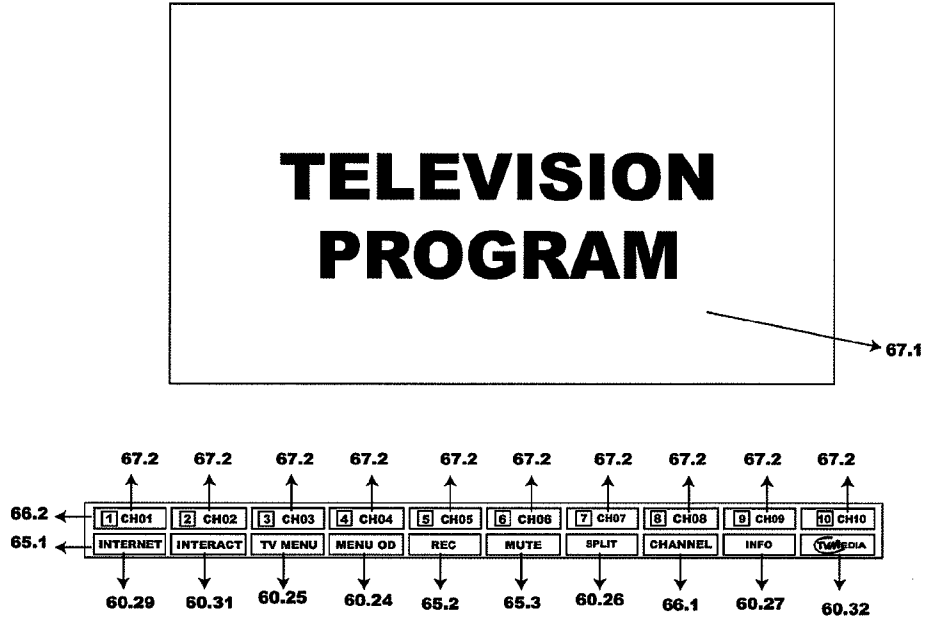 TELEVISION
PROGRAM
67.1
67.2 67.2 67.2 67.2 67.2 67.2 67.2 67.2 67.2 67.2
66.2 1 CH01 2 CH02 3 CH03 4 CH04 5 CH05 6 CH06 7 CH07 8 CH08 9 CH09 10 CH10
65.1 INTERNET INTERACT TV MENU MENU OD REC MUTE SPLIT CHANNEL INFO TVMEDIA
60.29 60.31 60.25 60.24 65.2 65.3 60.26 66.1 60.27 60.32